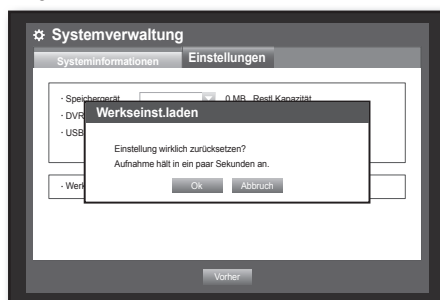 Systemverwaltung
Systeminformationen Einstellungen
· Speichergerät 0 MB Restl.Kapazität
· DVR
Werkseinst.laden
· USB
Einstellung wirklich zurücksetzen?
Aufnahme hält in ein paar Sekunden an.
Ok Abbruch
Vorher